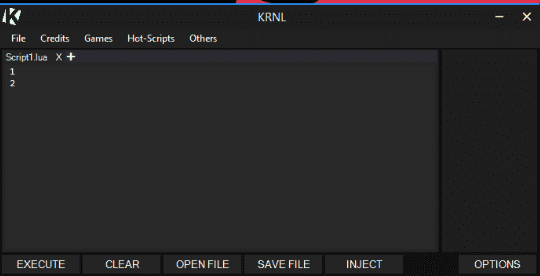 KRNL
File Credits Games Hot-Scripts Others
Script1.lua X
1
2
EXECUTE CLEAR OPEN FILE SAVE FILE INJECT OPTIONS